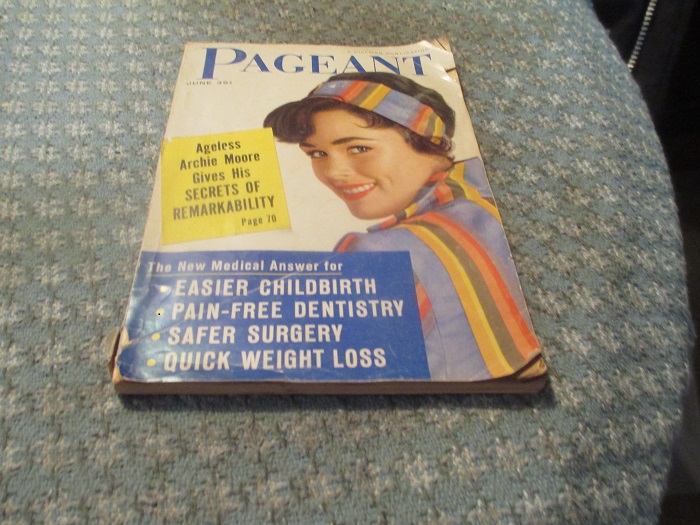 PAGEANT
JUNE 35¢
Ageless
Archie Moore
Gives His
SECRETS OF
REMARKABILITY
Page 70
The New Medical Answer for
• EASIER CHILDBIRTH
• PAIN-FREE DENTISTRY
• SAFER SURGERY
• QUICK WEIGHT LOSS